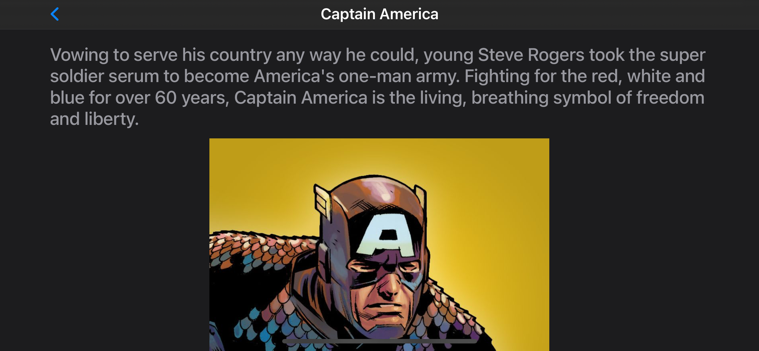 Captain America
Vowing to serve his country any way he could, young Steve Rogers took the super
soldier serum to become America's one-man army. Fighting for the red, white and
blue for over 60 years, Captain America is the living, breathing symbol of freedom
and liberty.
A